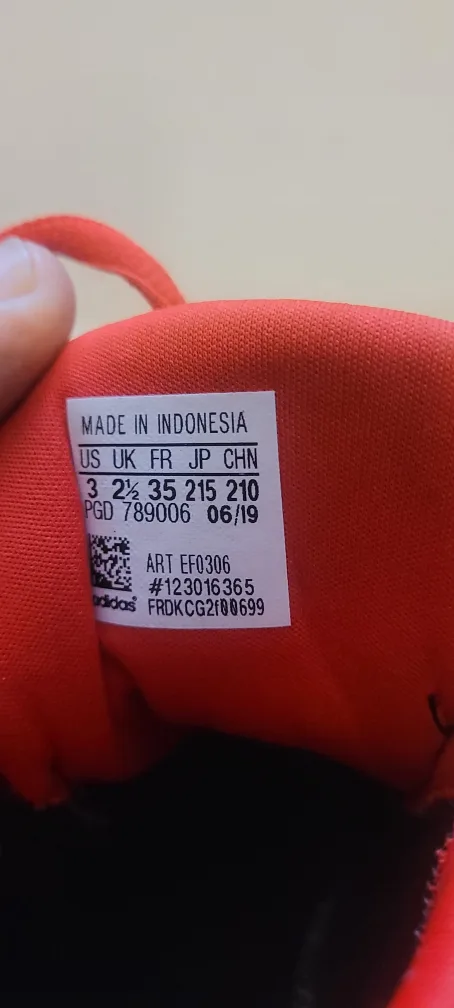 MADE IN INDONESIA
US UK FR JP CHN
3 2½ 35 215 210
PGD 789006 06/19
ART EF0306
#123016365
adidas FRDKCG2f00699